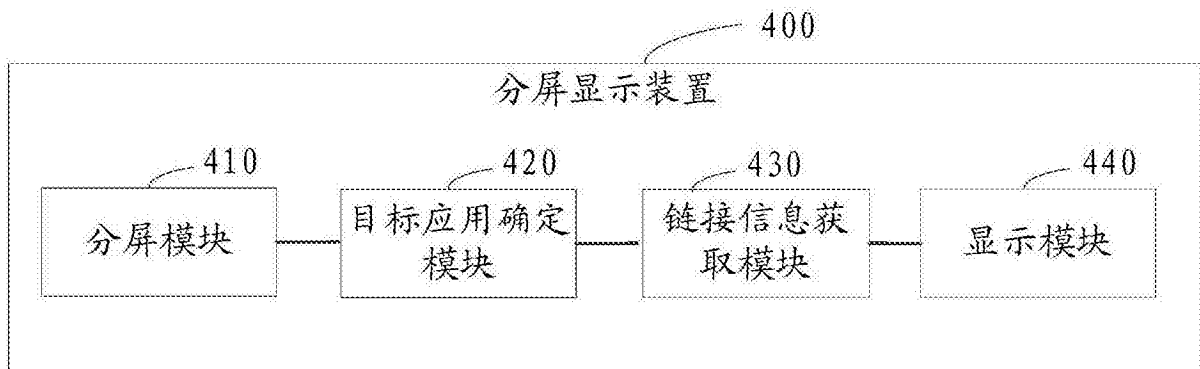 400
分屏显示装置
410
420
430
440
分屏模块
目标应用确定
模块
链接信息获
取模块
显示模块